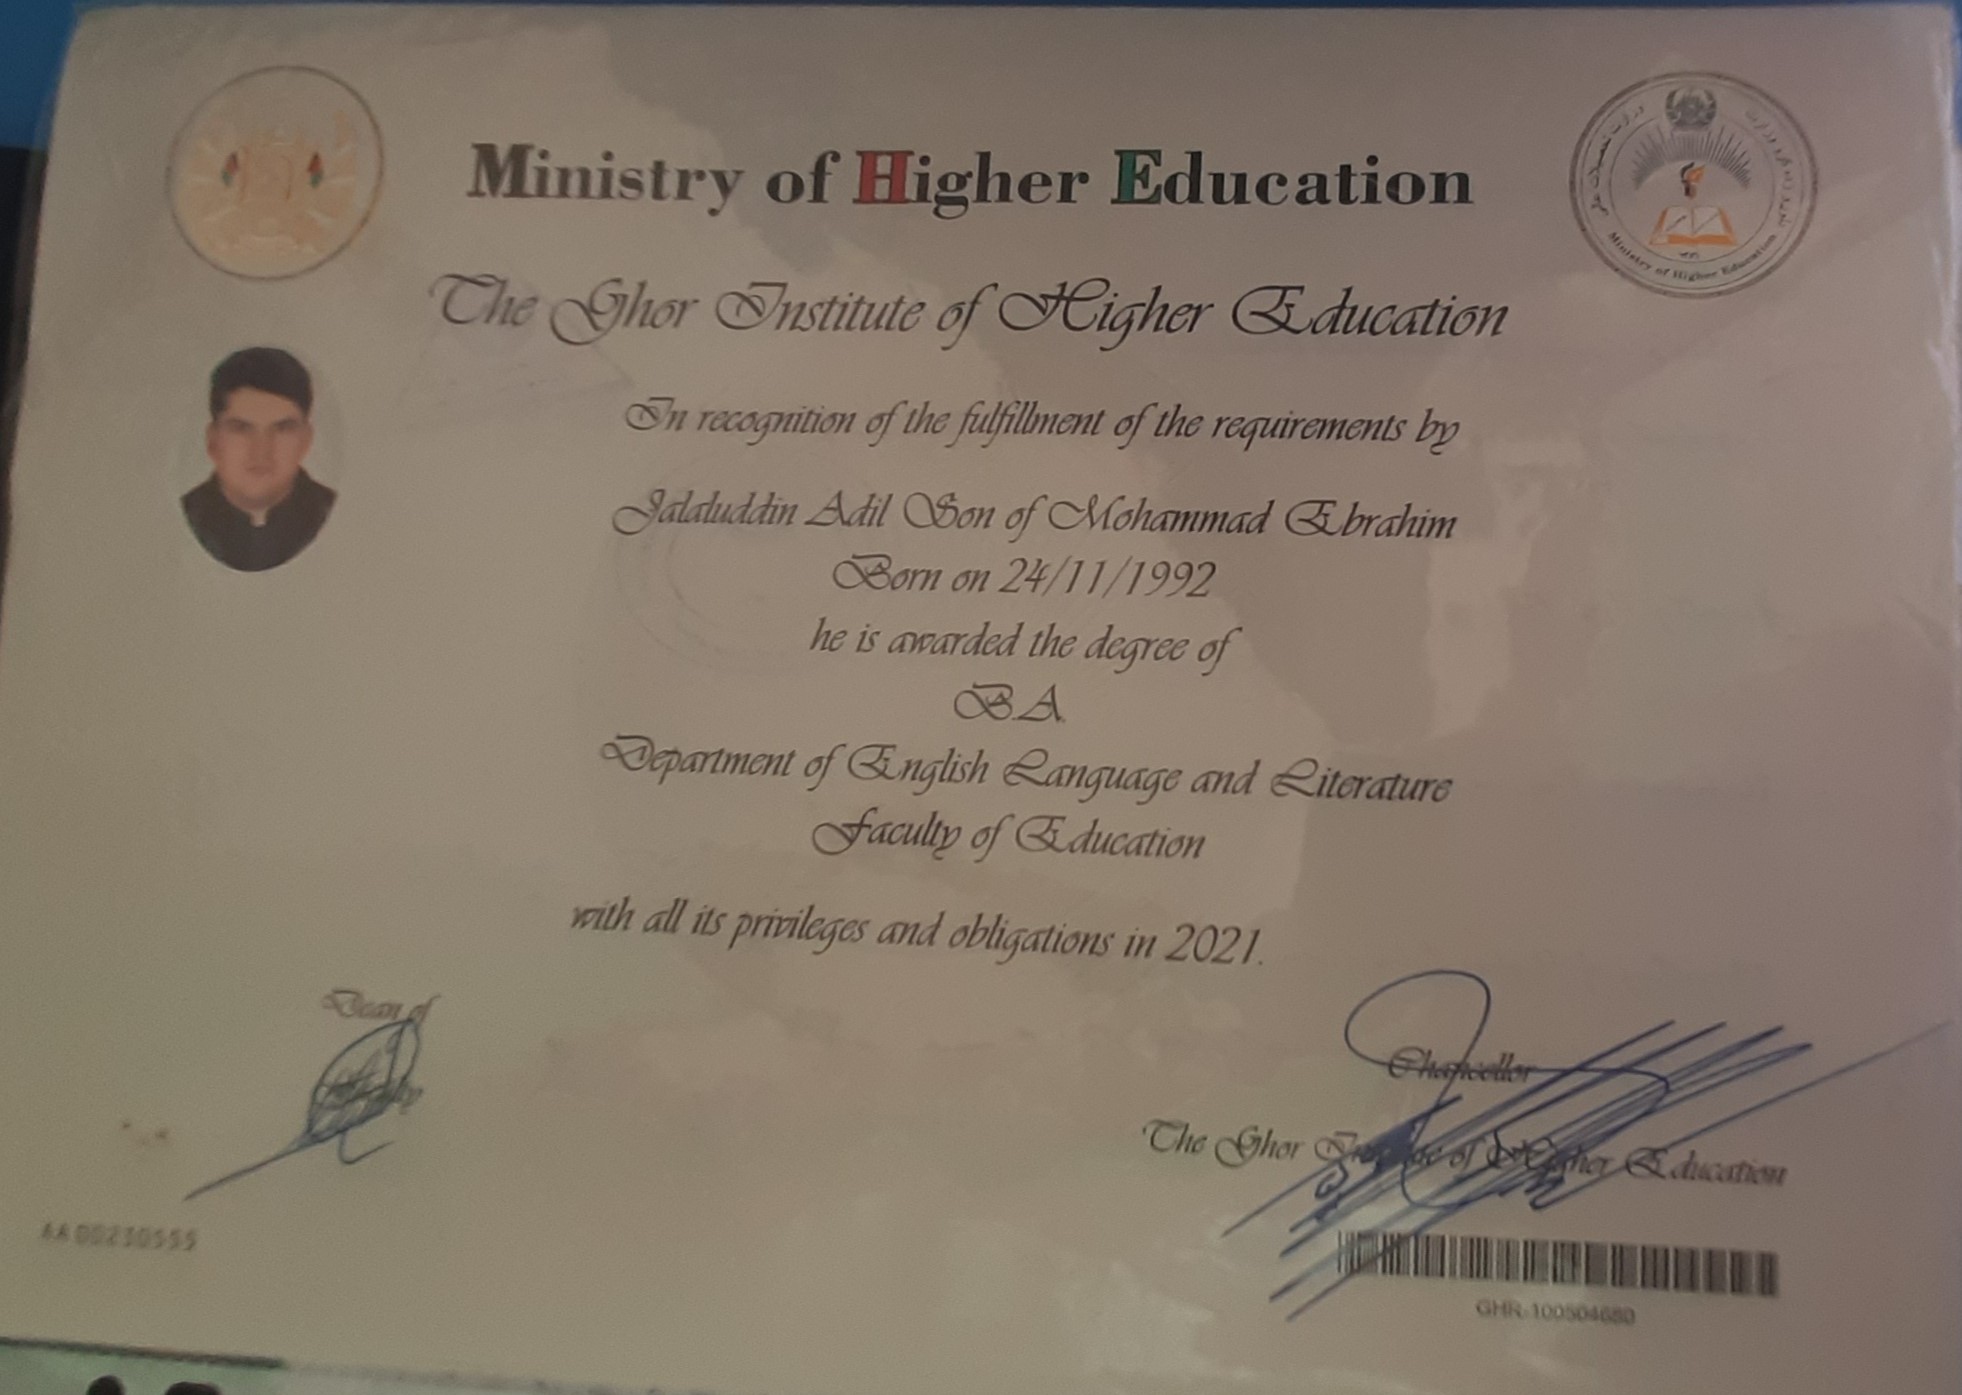 Ministry of Higher Education
The Ghor Institute of Higher Education
In recognition of the fulfillment of the requirements by
Jalaluddin Adil Son of Mohammad Ebrahim
Born on 24/11/1992
he is awarded the degree of
BA
Department of English Language and Literature
Faculty of Education
with all its privileges and obligations in 2021.
Dean of
Faculty
Chancellor
The Ghor Institute of Higher Education
AA00230555
GHR-100504680
Ministry of Higher Education